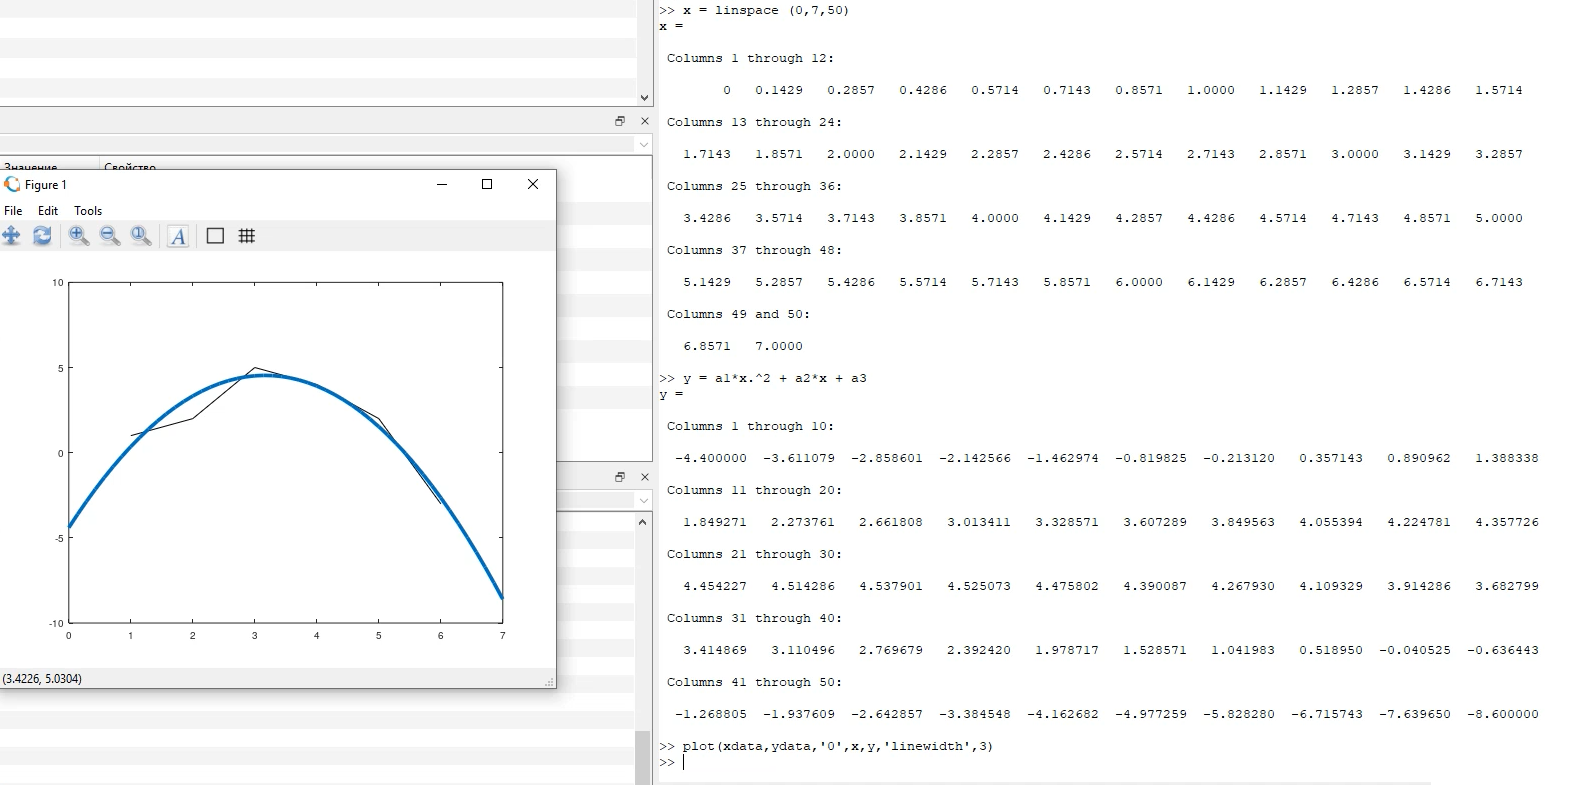 Значение Свойство
Figure 1
File Edit Tools
10
5
0
-5
-10
0 1 2 3 4 5 6 7
(3.4226, 5.0304)
>> x = linspace (0,7,50)
x =
Columns 1 through 12:
0 0.1429 0.2857 0.4286 0.5714 0.7143 0.8571 1.0000 1.1429 1.2857 1.4286 1.5714
Columns 13 through 24:
1.7143 1.8571 2.0000 2.1429 2.2857 2.4286 2.5714 2.7143 2.8571 3.0000 3.1429 3.2857
Columns 25 through 36:
3.4286 3.5714 3.7143 3.8571 4.0000 4.1429 4.2857 4.4286 4.5714 4.7143 4.8571 5.0000
Columns 37 through 48:
5.1429 5.2857 5.4286 5.5714 5.7143 5.8571 6.0000 6.1429 6.2857 6.4286 6.5714 6.7143
Columns 49 and 50:
6.8571 7.0000
>> y = a1*x.^2 + a2*x + a3
y =
Columns 1 through 10:
-4.400000 -3.611079 -2.858601 -2.142566 -1.462974 -0.819825 -0.213120 0.357143 0.890962 1.388338
Columns 11 through 20:
1.849271 2.273761 2.661808 3.013411 3.328571 3.607289 3.849563 4.055394 4.224781 4.357726
Columns 21 through 30:
4.454227 4.514286 4.537901 4.525073 4.475802 4.390087 4.267930 4.109329 3.914286 3.682799
Columns 31 through 40:
3.414869 3.110496 2.769679 2.392420 1.978717 1.528571 1.041983 0.518950 -0.040525 -0.636443
Columns 41 through 50:
-1.268805 -1.937609 -2.642857 -3.384548 -4.162682 -4.977259 -5.828280 -6.715743 -7.639650 -8.600000
>> plot(xdata,ydata,'0',x,y,'linewidth',3)
>>